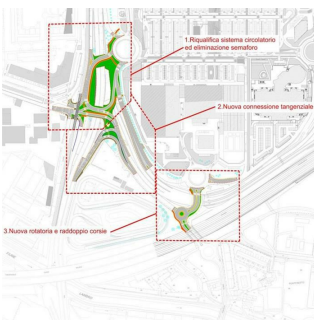 1.Riqualifica sistema circolatorio
ed eliminazione semaforo
2.Nuova connessione tangenziale
3.Nuova rotatoria e raddoppio corsie